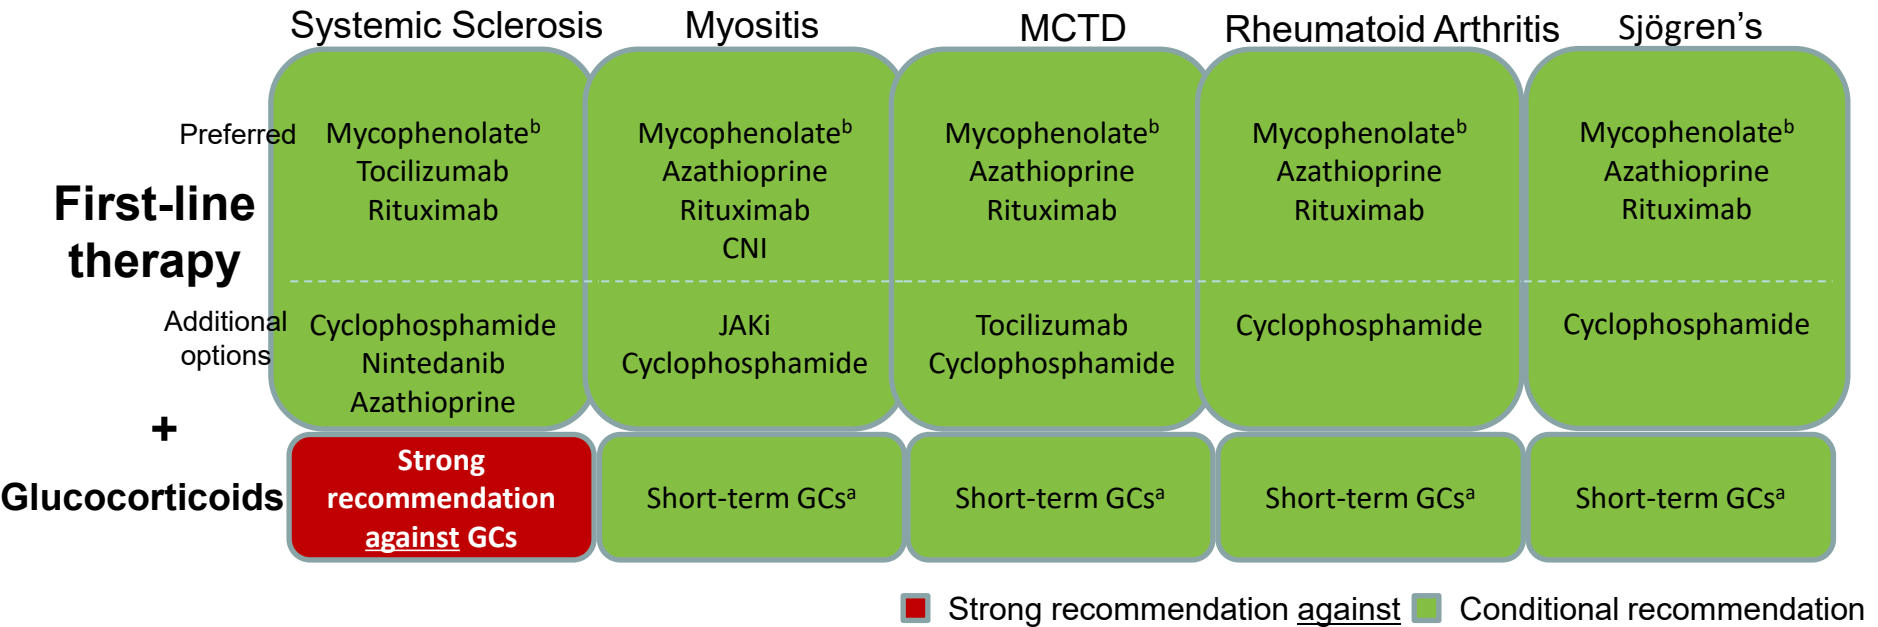 Systemic Sclerosis
Myositis
MCTD
Rheumatoid Arthritis
Sjögren’s
First-line
therapy
Preferred
Mycophenolateᵇ
Tocilizumab
Rituximab
Mycophenolateᵇ
Azathioprine
Rituximab
CNI
Mycophenolateᵇ
Azathioprine
Rituximab
Mycophenolateᵇ
Azathioprine
Rituximab
Mycophenolateᵇ
Azathioprine
Rituximab
Additional
options
Cyclophosphamide
Nintedanib
Azathioprine
JAKi
Cyclophosphamide
Tocilizumab
Cyclophosphamide
Cyclophosphamide
Cyclophosphamide
+
Glucocorticoids
Strong
recommendation
against GCs
Short-term GCsᵃ
Short-term GCsᵃ
Short-term GCsᵃ
Short-term GCsᵃ
Strong recommendation against
Conditional recommendation